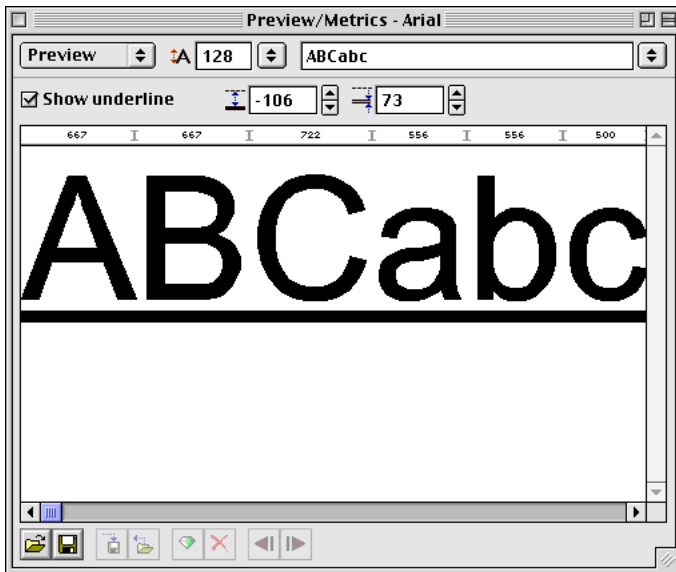 Preview/Metrics - Arial
Preview A 128 ABCabc
Show underline -106 73
667 667 722 556 556 500
ABCabc